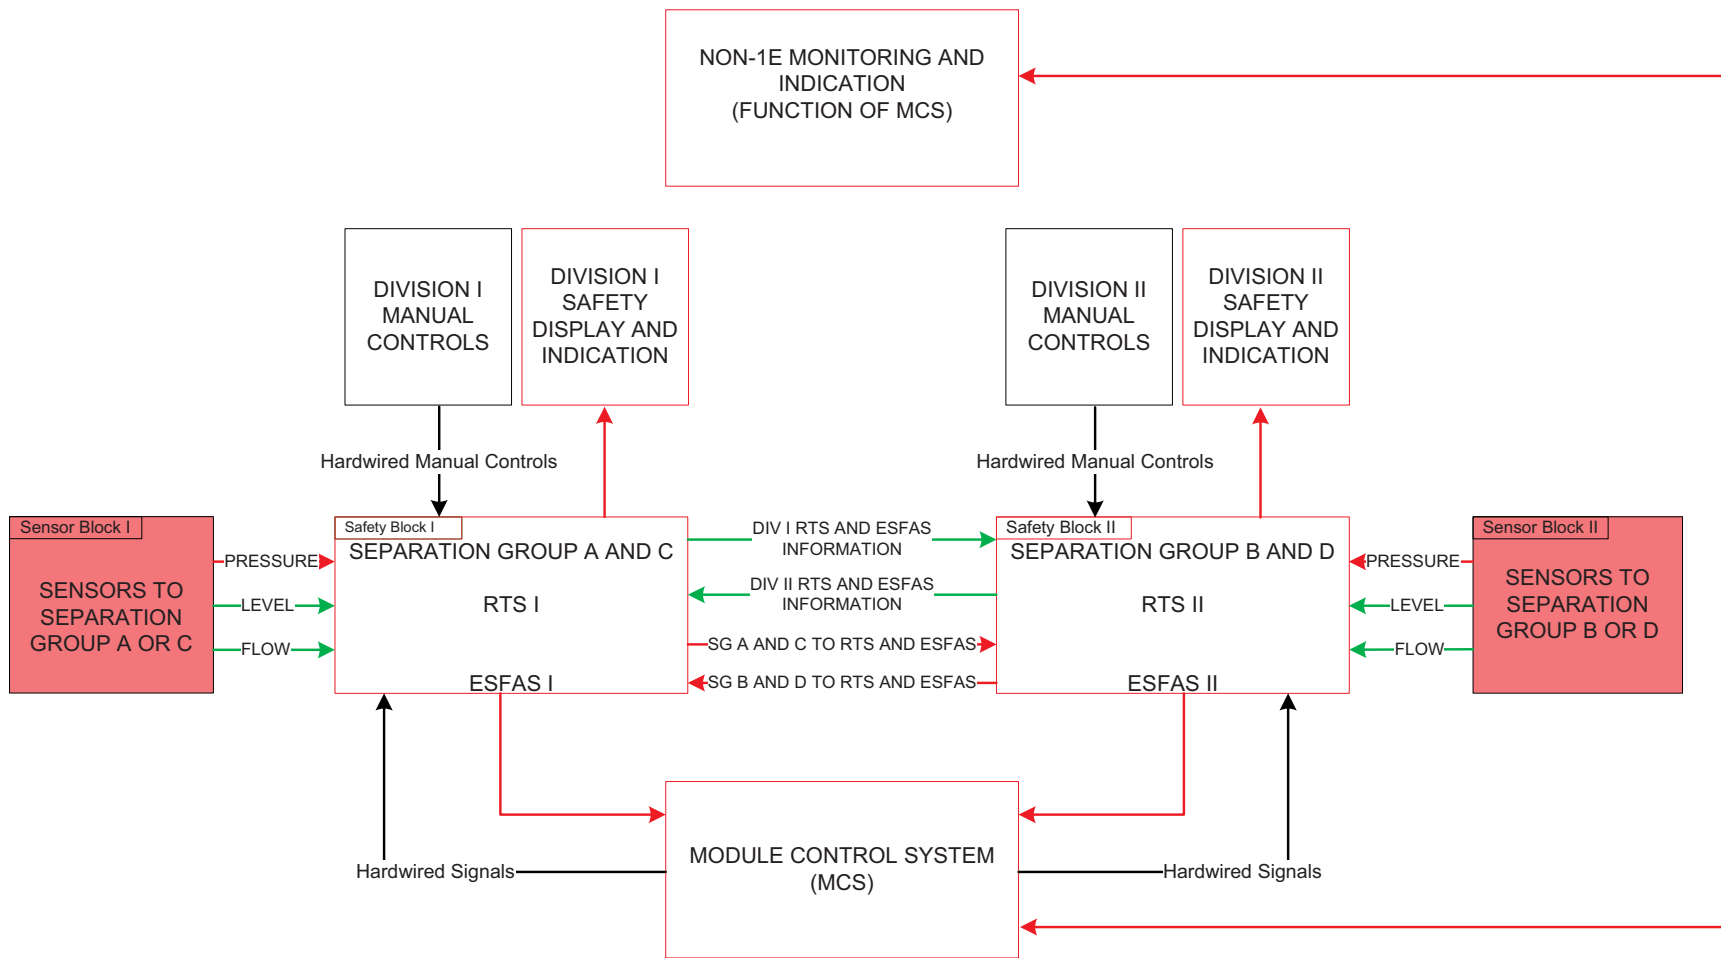 NON-1E MONITORING AND
INDICATION
(FUNCTION OF MCS)
DIVISION I
MANUAL
CONTROLS
DIVISION I
SAFETY
DISPLAY AND
INDICATION
DIVISION II
MANUAL
CONTROLS
DIVISION II
SAFETY
DISPLAY AND
INDICATION
Hardwired Manual Controls
Hardwired Manual Controls
Sensor Block I
SENSORS TO
SEPARATION
GROUP A OR C
PRESSURE
LEVEL
FLOW
Safety Block I
SEPARATION GROUP A AND C
RTS I
ESFAS I
DIV I RTS AND ESFAS
INFORMATION
DIV II RTS AND ESFAS
INFORMATION
SG A AND C TO RTS AND ESFAS
SG B AND D TO RTS AND ESFAS
Safety Block II
SEPARATION GROUP B AND D
RTS II
ESFAS II
PRESSURE
LEVEL
FLOW
Sensor Block II
SENSORS TO
SEPARATION
GROUP B OR D
Hardwired Signals
MODULE CONTROL SYSTEM
(MCS)
Hardwired Signals